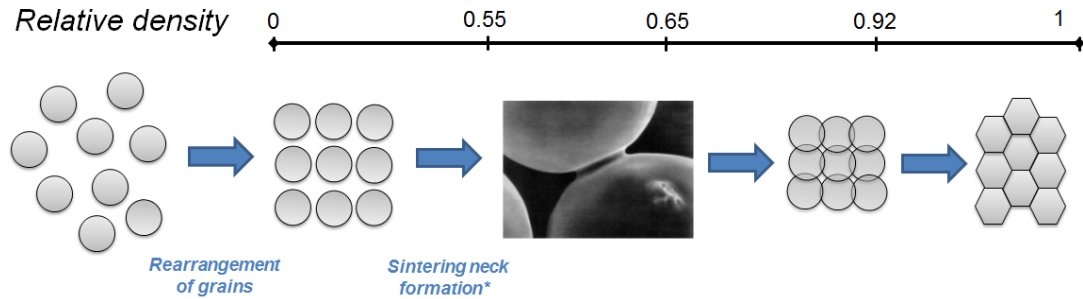 Relative density
0
0.55
0.65
0.92
1
Rearrangement
of grains
Sintering neck
formation*